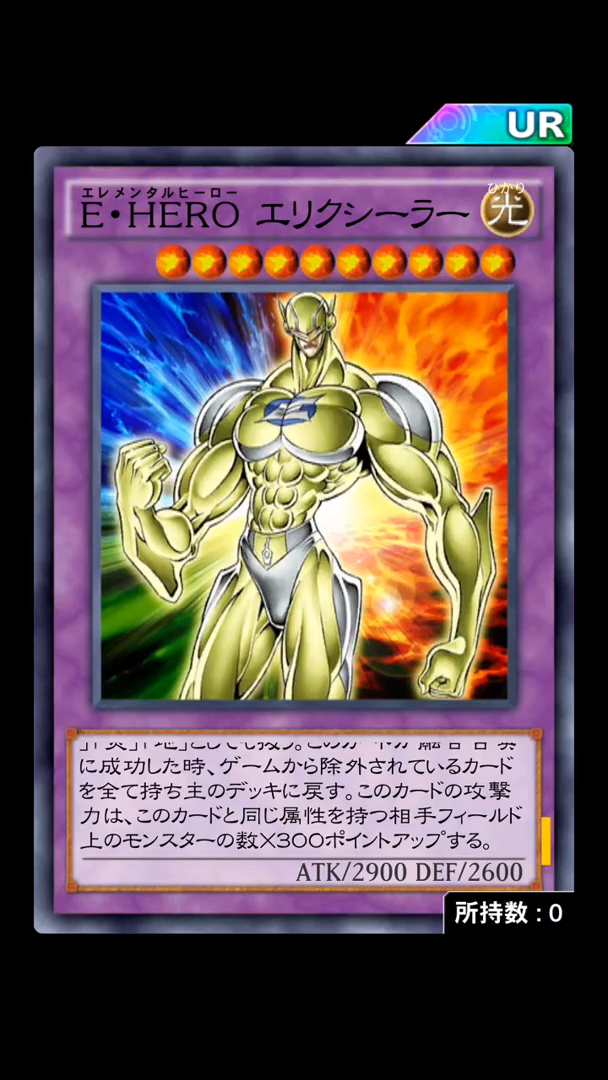 UR
エレメンタルヒーロー
E・HERO エリクシーラー
ひかり
光
に成功した時、ゲームから除外されているカード
を全て持ち主のデッキに戻す。このカードの攻撃
力は、このカードと同じ属性を持つ相手フィールド
上のモンスターの数×300ポイントアップする。
ATK/2900 DEF/2600
所持数:0